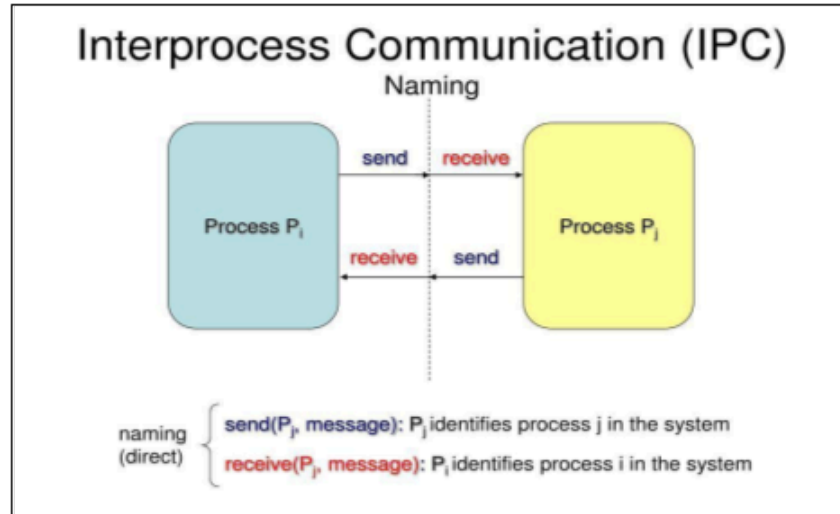 Interprocess Communication (IPC)
Naming
send receive
Process Pi Process Pj
receive send
naming
(direct)
send(Pj, message): Pj identifies process j in the system
receive(Pj, message): Pi identifies process i in the system